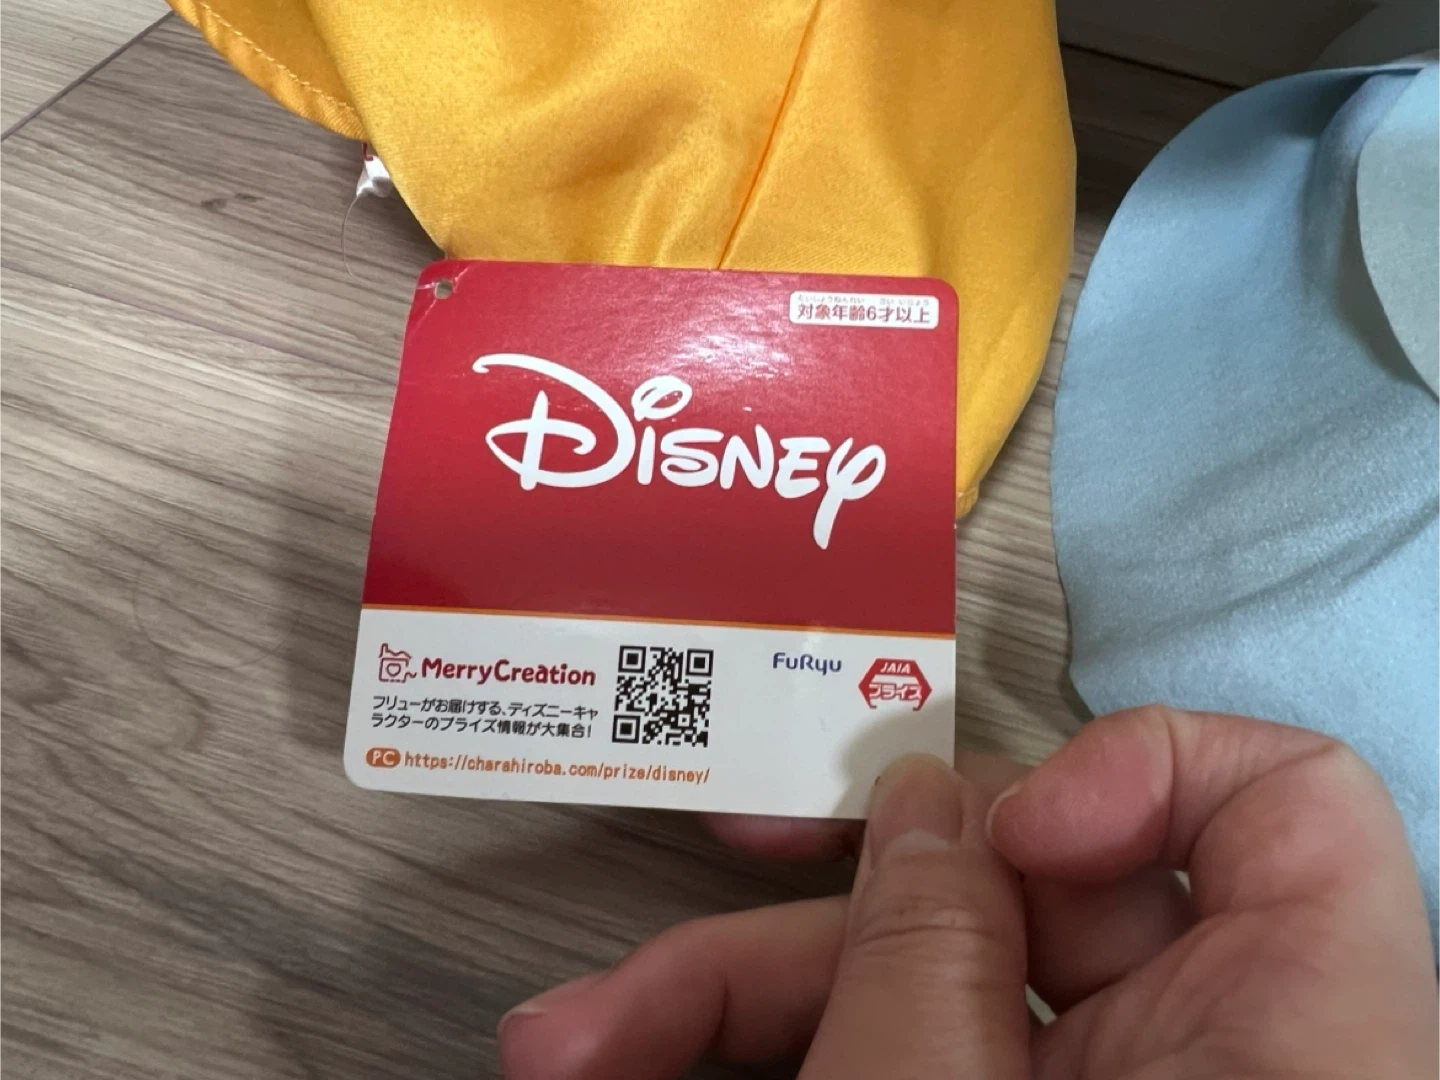 たいしょうねんれい さい いじょう
対象年齢6才以上
Disney
MerryCreation
フリューがお届けする、ディズニーキャ
ラクターのプライズ情報が大集合!
PC https://charahiroba.com/prize/disney/
FuRyu
JAIA
プライズ